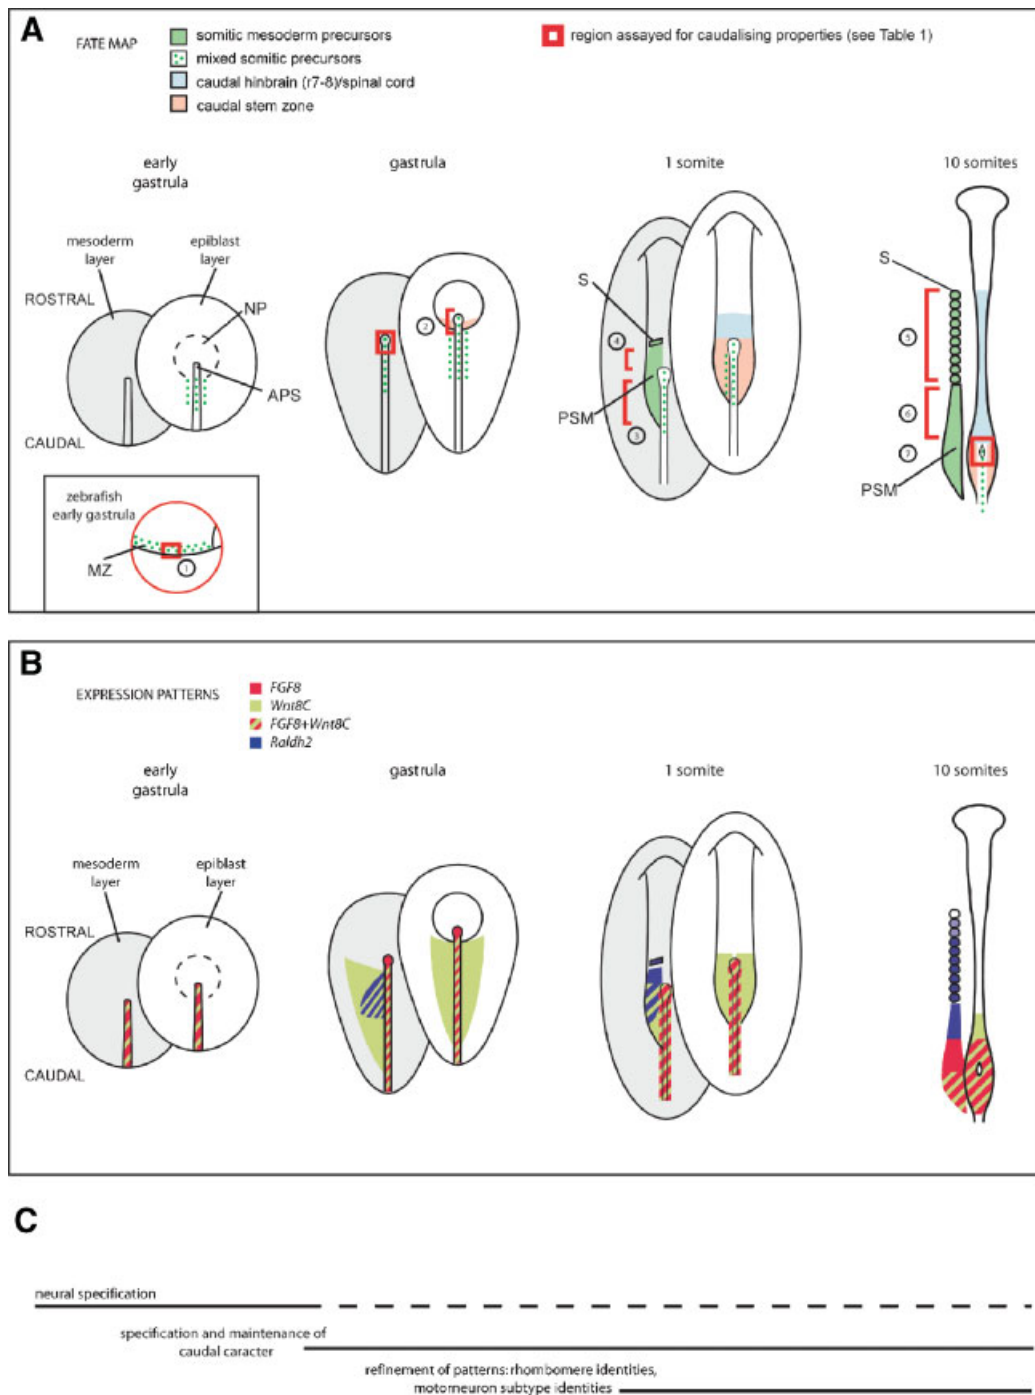 A
FATE MAP
somitic mesoderm precursors
mixed somitic precursors
caudal hinbrain (r7-8)/spinal cord
caudal stem zone
region assayed for caudalising properties (see Table 1)
early
gastrula
gastrula
1 somite
10 somites
mesoderm
layer
epiblast
layer
ROSTRAL
NP
APS
CAUDAL
2
S
4
PSM
3
S
5
6
7
PSM
zebrafish
early gastrula
MZ
1
B
EXPRESSION PATTERNS
FGF8
Wnt8C
FGF8+Wnt8C
Raldh2
early
gastrula
gastrula
1 somite
10 somites
mesoderm
layer
epiblast
layer
ROSTRAL
CAUDAL
C
neural specification
specification and maintenance of
caudal caracter
refinement of patterns: rhombomere identities,
motorneuron subtype identities